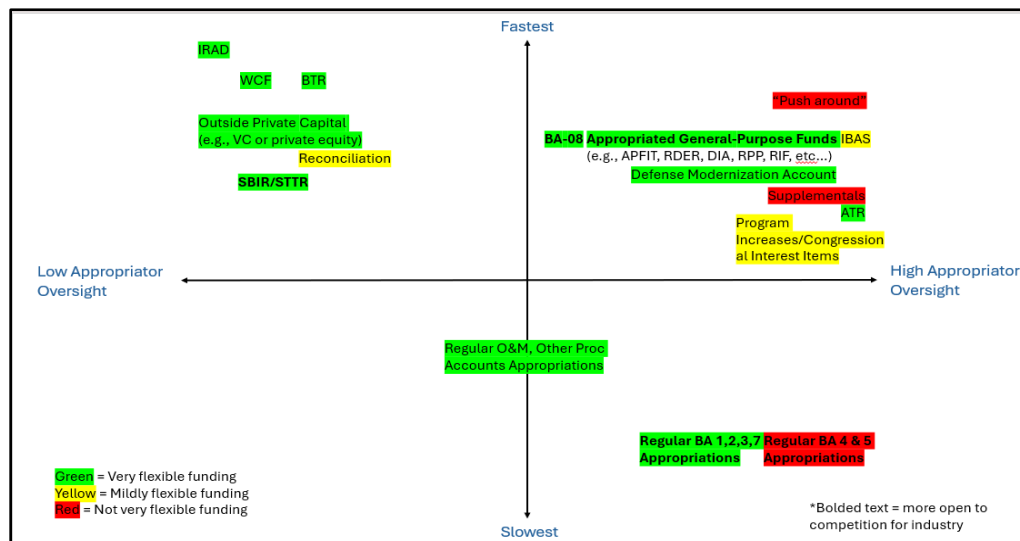 Fastest
IRAD
WCF BTR
"Push around"
Outside Private Capital
(e.g., VC or private equity)
BA-08 Appropriated General-Purpose Funds IBAS
(e.g., APFIT, RDER, DIA, RPP, RIF, etc...)
Reconciliation
Defense Modernization Account
SBIR/STTR
Supplementals
ATR
Program
Increases/Congression
al Interest Items
Low Appropriator
Oversight
High Appropriator
Oversight
Regular O&M, Other Proc
Accounts Appropriations
Regular BA 1,2,3,7
Appropriations
Regular BA 4 & 5
Appropriations
Green = Very flexible funding
Yellow = Mildly flexible funding
Red = Not very flexible funding
*Bolded text = more open to
competition for industry
Slowest